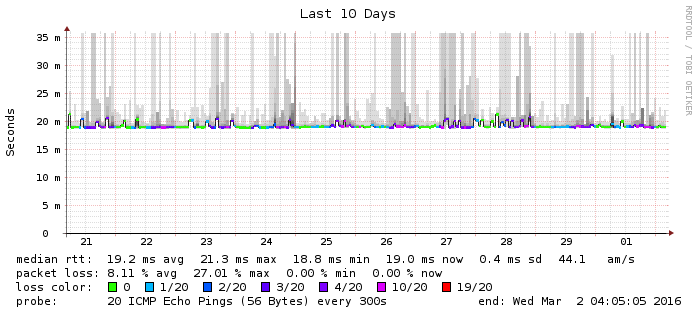 Last 10 Days
RRDTOOL / TOBI OETIKER
Seconds
35 m
30 m
25 m
20 m
15 m
10 m
5 m
0
21 22 23 24 25 26 27 28 29 01
median rtt: 19.2 ms avg 21.3 ms max 18.8 ms min 19.0 ms now 0.4 ms sd 44.1 am/s
packet loss: 8.11 % avg 27.01 % max 0.00 % min 0.00 % now
loss color: 0 1/20 2/20 3/20 4/20 10/20 19/20
probe: 20 ICMP Echo Pings (56 Bytes) every 300s end: Wed Mar 2 04:05:05 2016